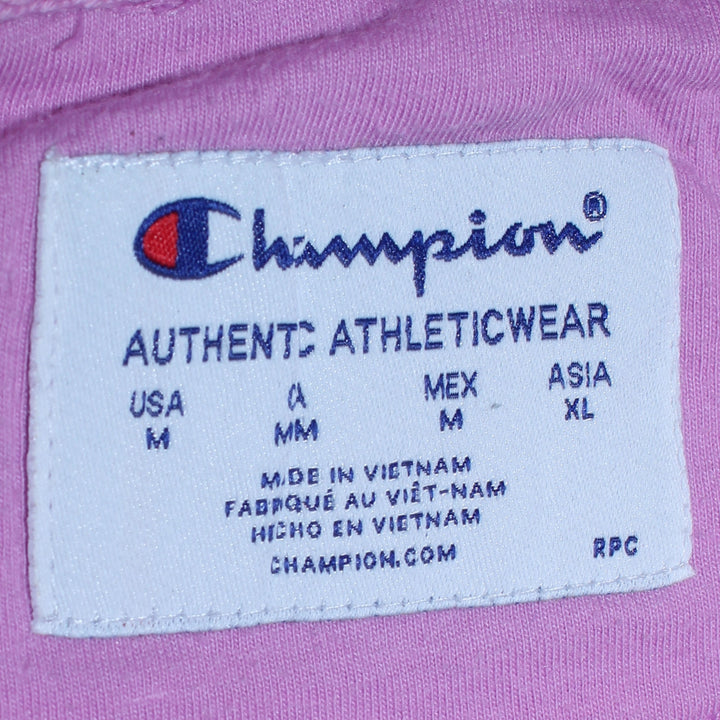 Champion®
AUTHENTC ATHLETICWEAR
USA MEX ASIA
M MM M XL
MADE IN VIETNAM
FABRIQUÉ AU VIÊT-NAM
HECHO EN VIETNAM
CHAMPION.COM RPC